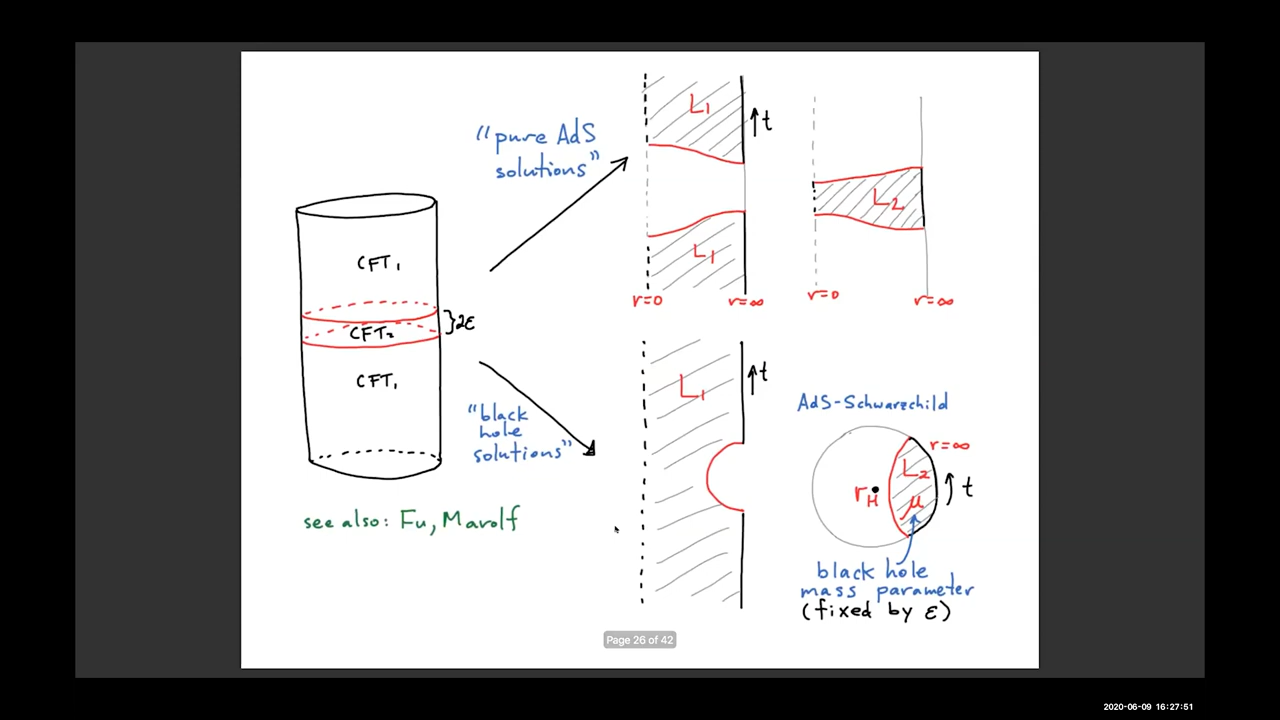 "pure AdS
solutions"
CFT₁
CFT₂
}2ε
CFT₁
"black
hole
solutions"
see also: Fu, Marolf
L₁
t
L₁
r=0
r=∞
L₂
r=0
r=∞
L₁
t
AdS-Schwarzchild
r=∞
L₂
r_H
μ
t
black hole
mass parameter
(fixed by ε)
Page 26 of 42
2020-06-09 16:27:51